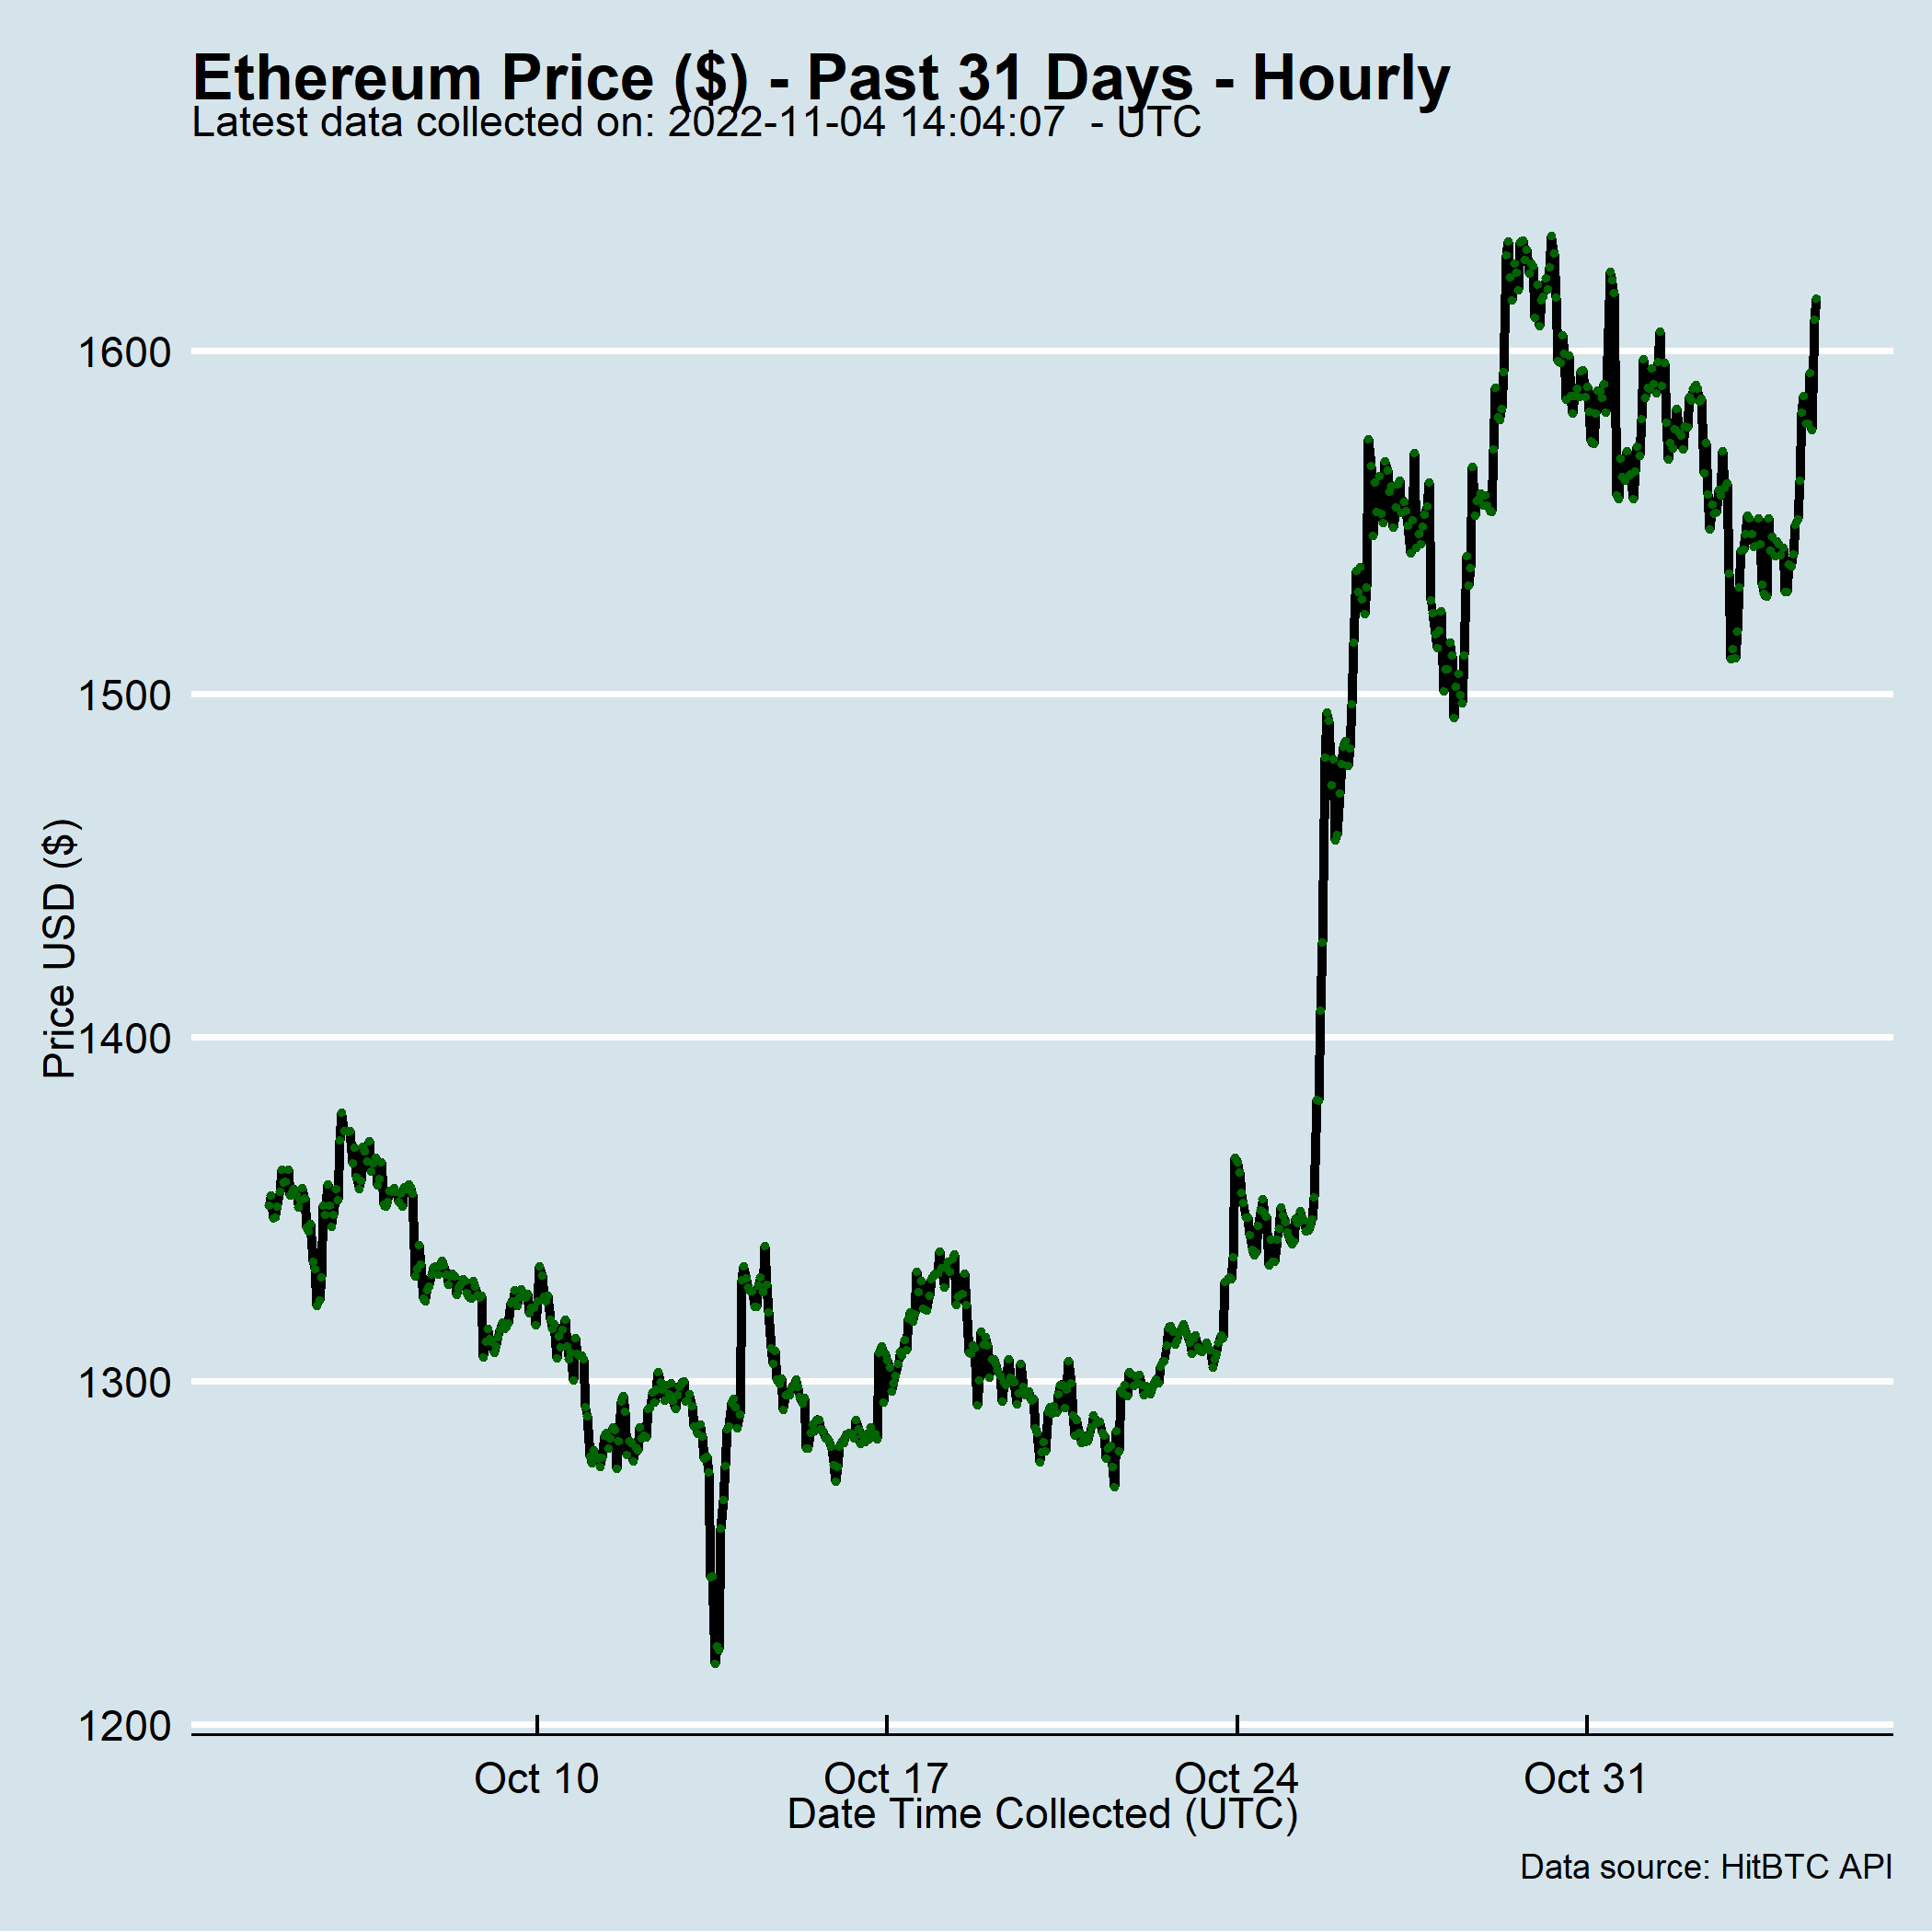 Ethereum Price ($) - Past 31 Days - Hourly
Latest data collected on: 2022-11-04 14:04:07  - UTC
Price USD ($)
1600
1500
1400
1300
1200
Oct 10
Oct 17
Oct 24
Oct 31
Date Time Collected (UTC)
Data source: HitBTC API